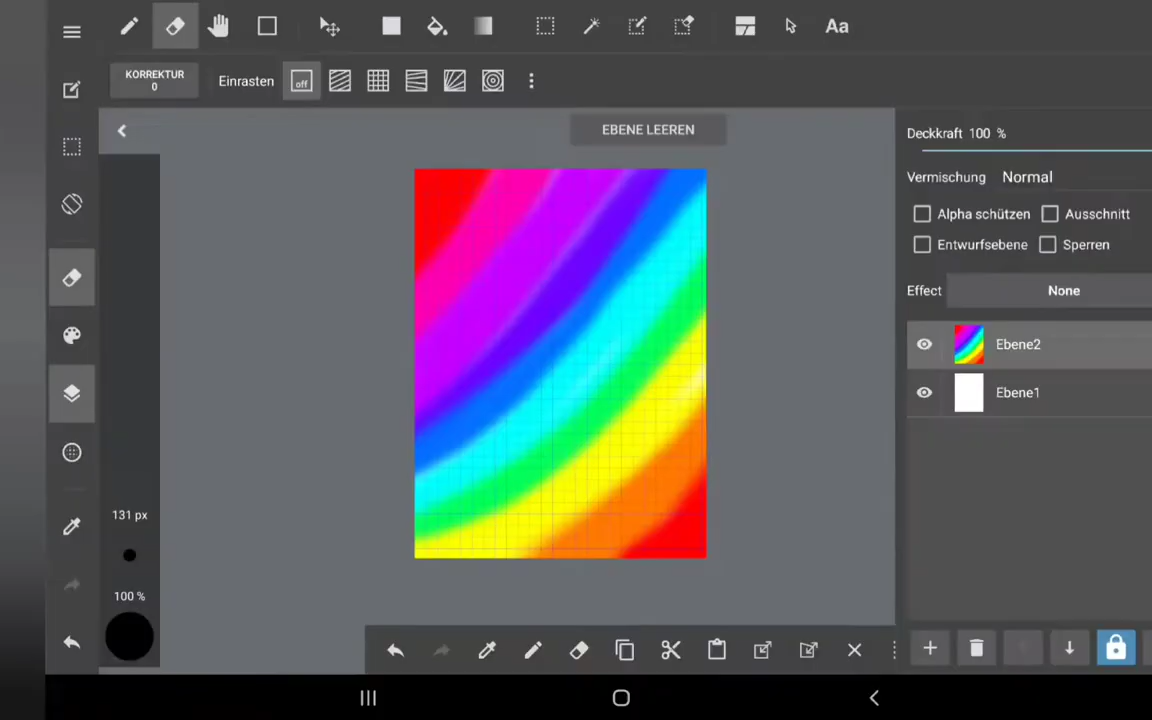 Aa
KORREKTUR
0
Einrasten
off
EBENE LEEREN
Deckkraft 100 %
Vermischung Normal
Alpha schützen
Ausschnitt
Entwurfsebene
Sperren
Effect None
Ebene2
Ebene1
131 px
100 %